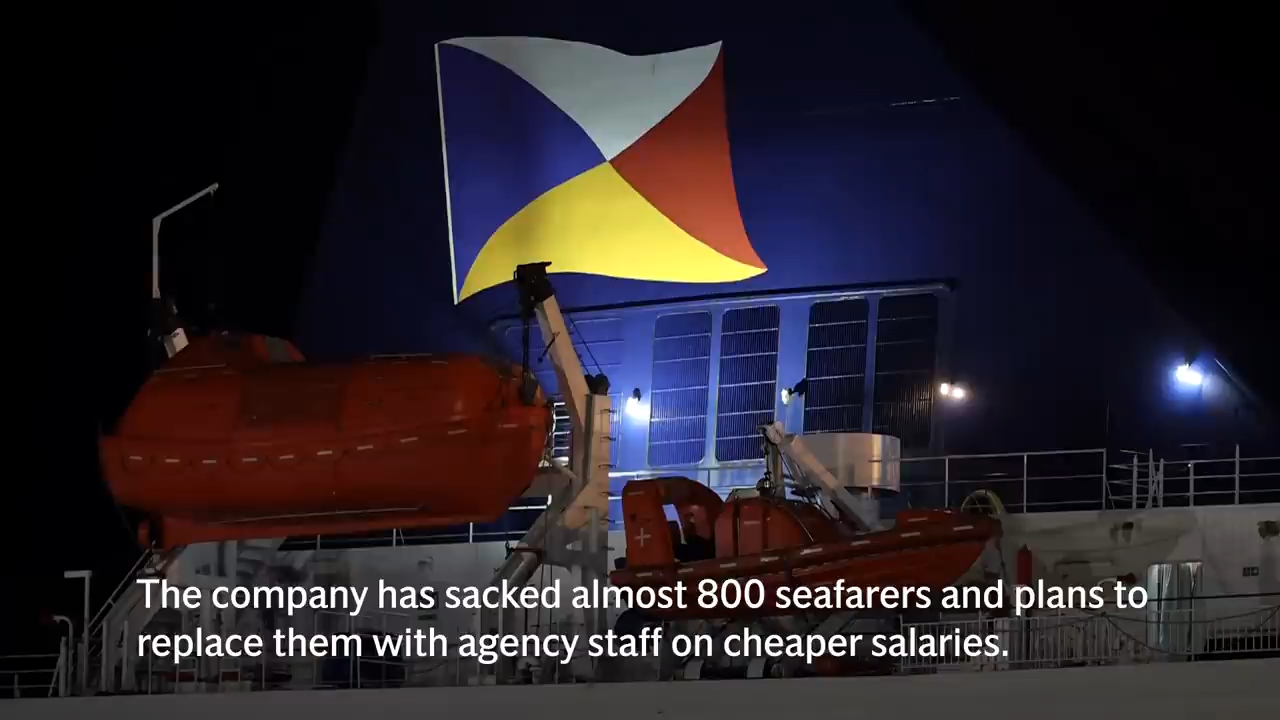 The company has sacked almost 800 seafarers and plans to
replace them with agency staff on cheaper salaries.